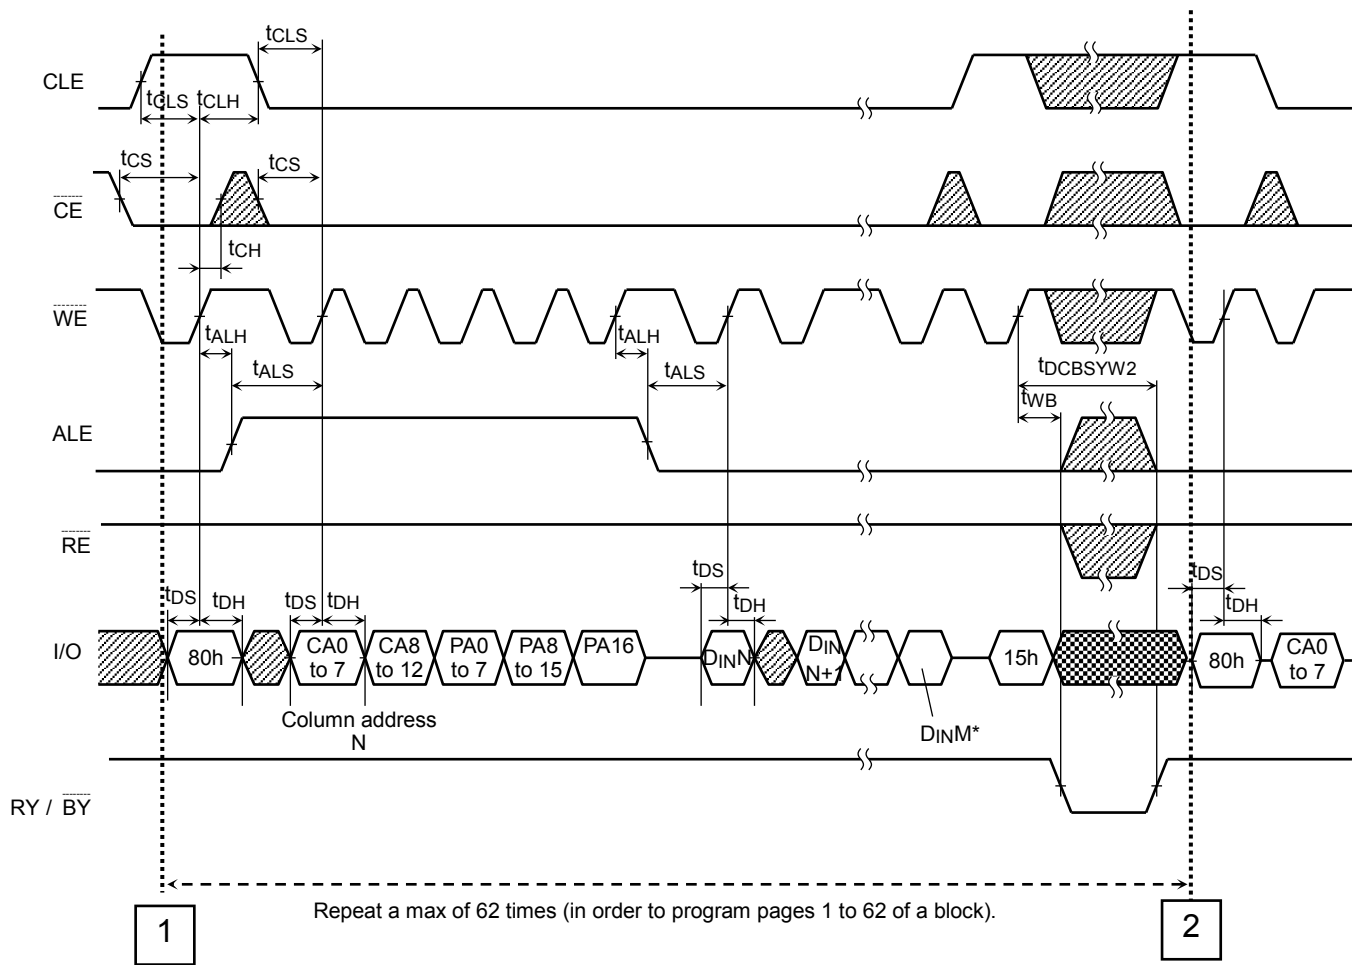 tCLS
CLE
tCLS tCLH
tCS tCS
CE
tCH
WE
tALH tALH
tALS tALS tDCBSYW2
tWB
ALE
RE
tDS tDH tDS tDH tDS tDH tDS tDH
I/O
80h
CA0 to 7
CA8 to 12
PA0 to 7
PA8 to 15
PA16
DINN
DIN N+1
15h
80h
CA0 to 7
Column address
N
DINM*
RY / BY
Repeat a max of 62 times (in order to program pages 1 to 62 of a block).
1
2